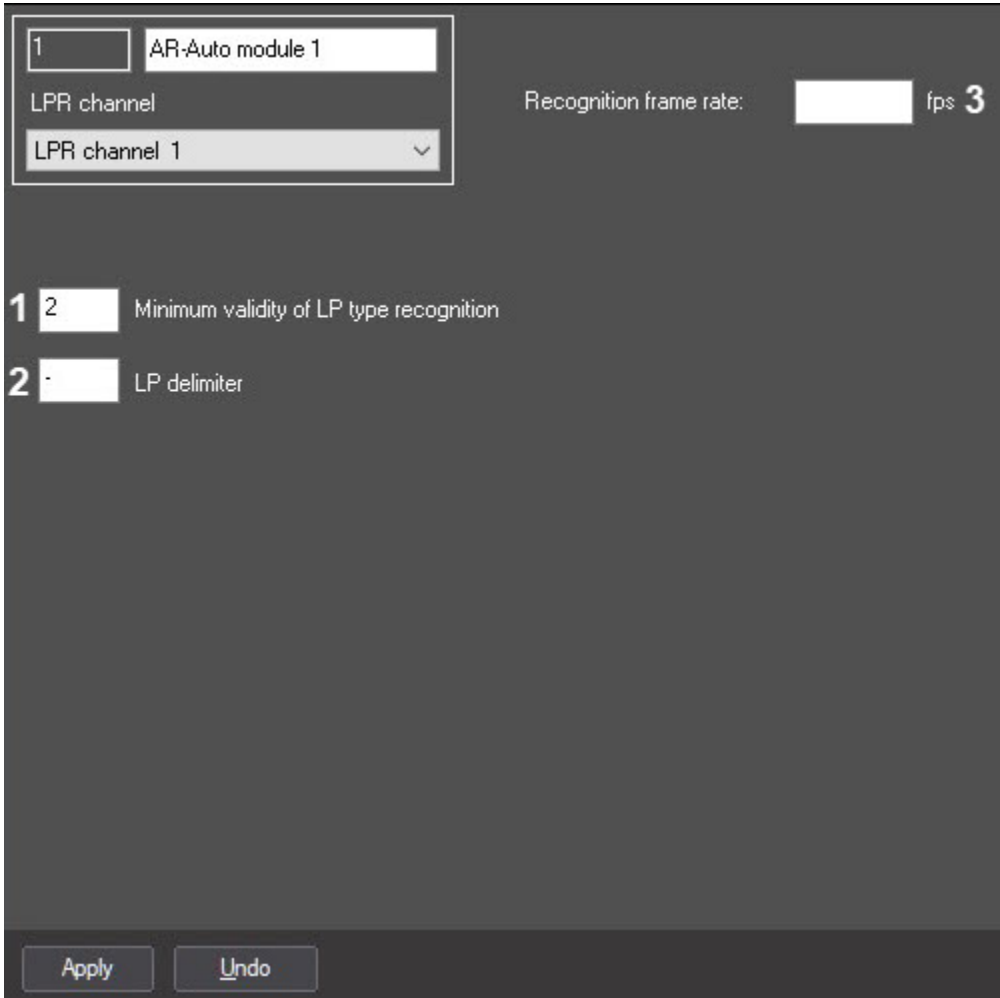 1 AR-Auto module 1
LPR channel
LPR channel 1
Recognition frame rate: fps 3
1 2 Minimum validity of LP type recognition
2 - LP delimiter
Apply Undo